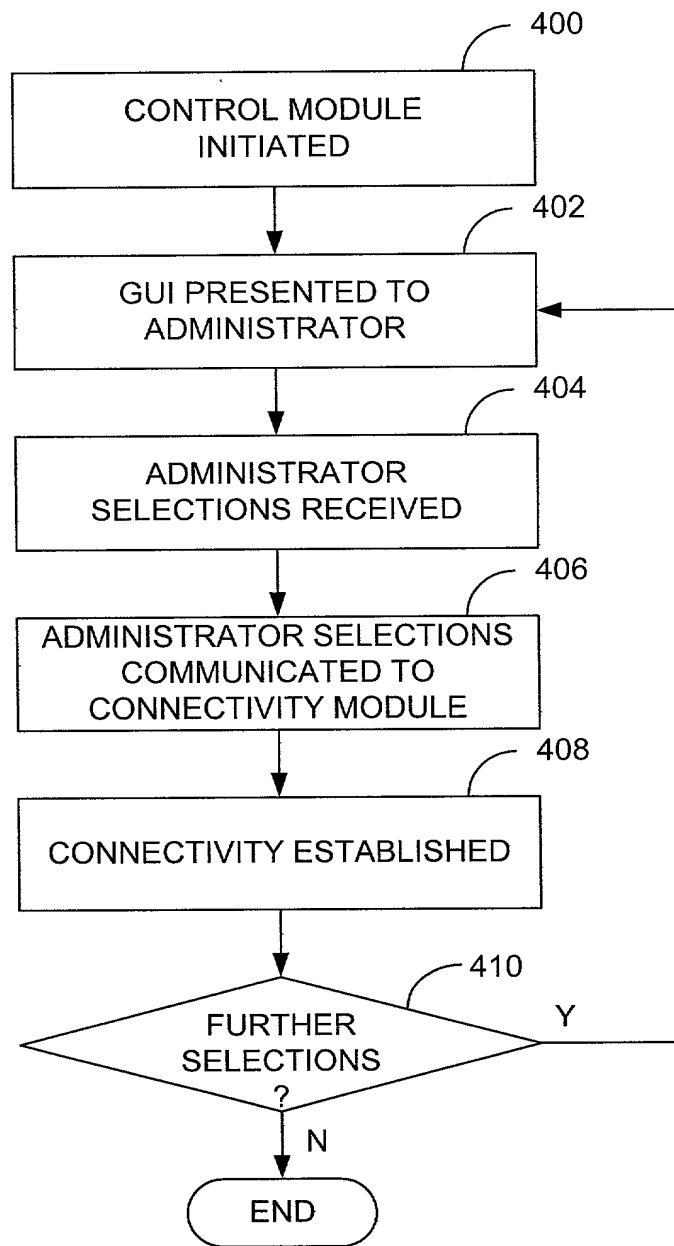 400
CONTROL MODULE
INITIATED
402
GUI PRESENTED TO
ADMINISTRATOR
404
ADMINISTRATOR
SELECTIONS RECEIVED
406
ADMINISTRATOR SELECTIONS
COMMUNICATED TO
CONNECTIVITY MODULE
408
CONNECTIVITY ESTABLISHED
410
FURTHER
SELECTIONS
?
Y
N
END